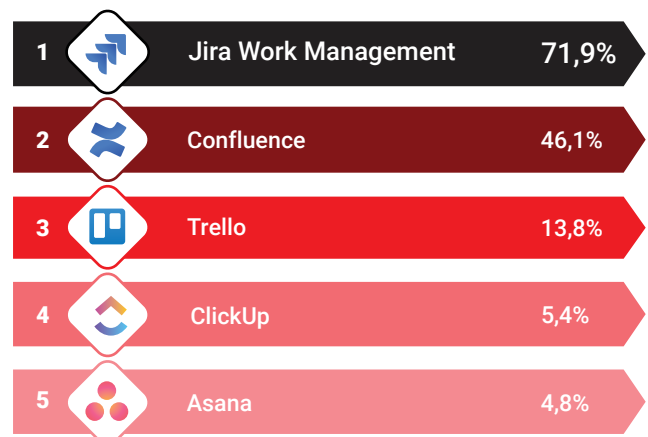 1 Jira Work Management 71,9%
2 Confluence 46,1%
3 Trello 13,8%
4 ClickUp 5,4%
5 Asana 4,8%